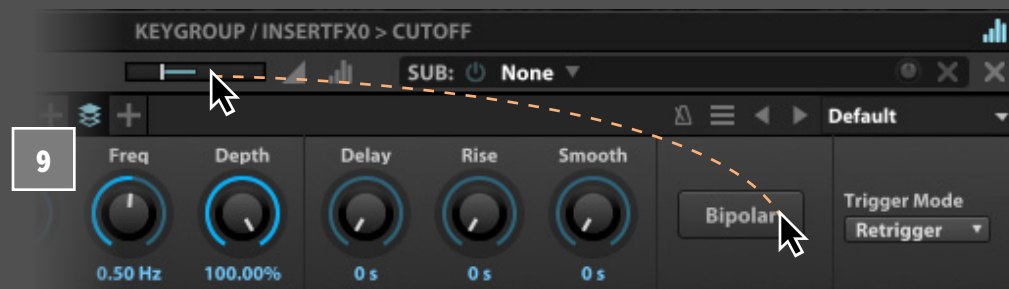 KEYGROUP / INSERTFX0 > CUTOFF
SUB: None
Default
9
Freq Depth Delay Rise Smooth
Trigger Mode
Bipolar
Retrigger
0.50 Hz 100.00% 0 s 0 s 0 s